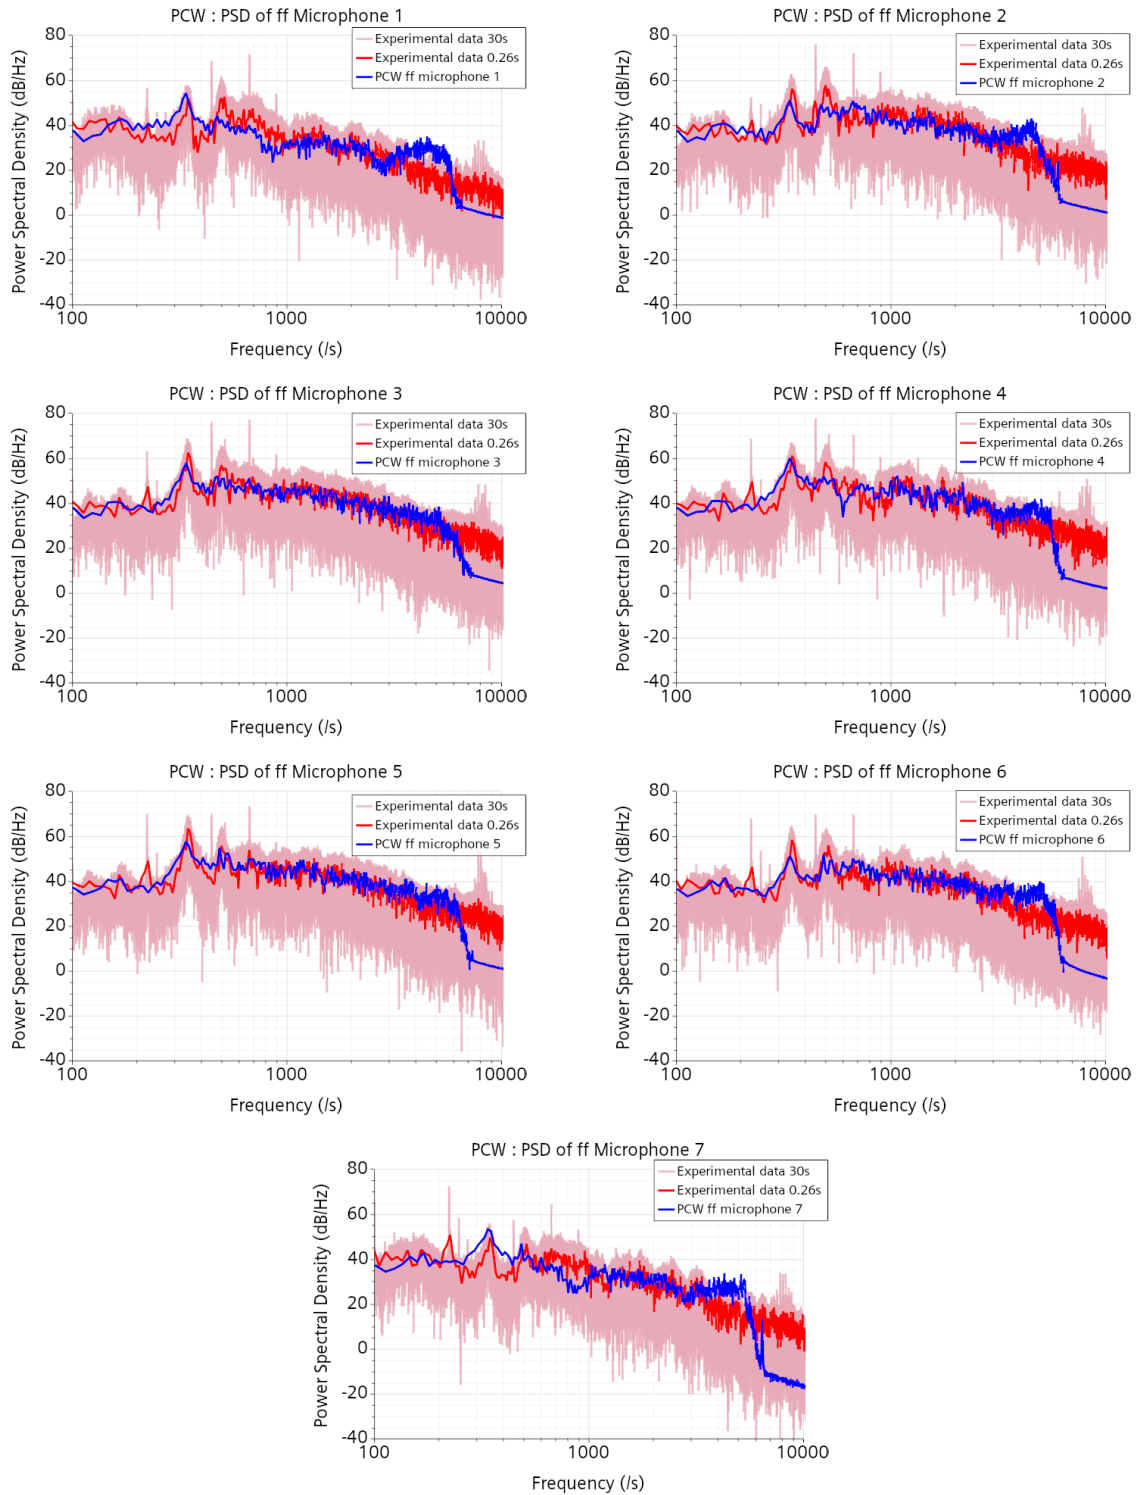 PCW : PSD of ff Microphone 1
Experimental data 30s
Experimental data 0.26s
PCW ff microphone 1
Power Spectral Density (dB/Hz)
80
60
40
20
0
-20
-40
100 1000 10000
Frequency (/s)
PCW : PSD of ff Microphone 2
Experimental data 30s
Experimental data 0.26s
PCW ff microphone 2
Power Spectral Density (dB/Hz)
80
60
40
20
0
-20
-40
100 1000 10000
Frequency (/s)
PCW : PSD of ff Microphone 3
Experimental data 30s
Experimental data 0.26s
PCW ff microphone 3
Power Spectral Density (dB/Hz)
80
60
40
20
0
-20
-40
100 1000 10000
Frequency (/s)
PCW : PSD of ff Microphone 4
Experimental data 30s
Experimental data 0.26s
PCW ff microphone 4
Power Spectral Density (dB/Hz)
80
60
40
20
0
-20
-40
100 1000 10000
Frequency (/s)
PCW : PSD of ff Microphone 5
Experimental data 30s
Experimental data 0.26s
PCW ff microphone 5
Power Spectral Density (dB/Hz)
80
60
40
20
0
-20
-40
100 1000 10000
Frequency (/s)
PCW : PSD of ff Microphone 6
Experimental data 30s
Experimental data 0.26s
PCW ff microphone 6
Power Spectral Density (dB/Hz)
80
60
40
20
0
-20
-40
100 1000 10000
Frequency (/s)
PCW : PSD of ff Microphone 7
Experimental data 30s
Experimental data 0.26s
PCW ff microphone 7
Power Spectral Density (dB/Hz)
80
60
40
20
0
-20
-40
100 1000 10000
Frequency (/s)